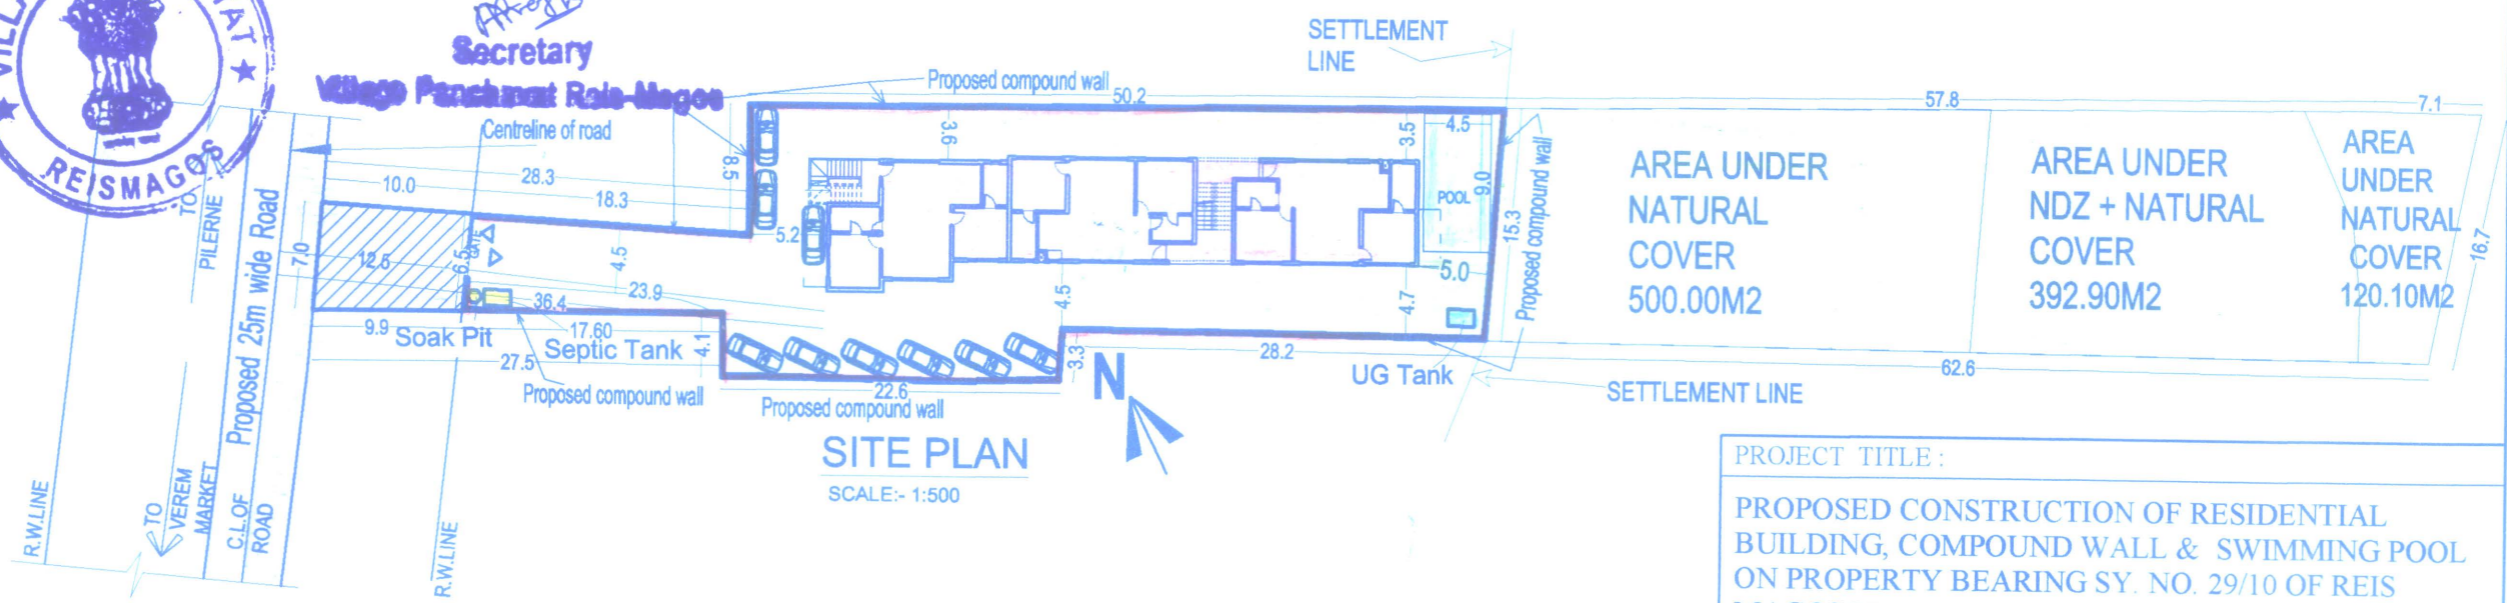 REISMAGOS
Secretary
Village Panchayat Reis-Magos
SETTLEMENT
LINE
Proposed compound wall
50.2
57.8
7.1
Centreline of road
8.5
3.6
3.5
4.5
10.0
28.3
18.3
5.2
POOL
9.0
15.3
Proposed compound wall
AREA UNDER
NATURAL
COVER
500.00M2
AREA UNDER
NDZ + NATURAL
COVER
392.90M2
AREA
UNDER
NATURAL
COVER
120.10M2
16.7
TO
PILERNE
Proposed 25m wide Road
7.0
12.6
6.5
GATE
4.5
36.4
23.9
4.5
4.7
5.0
9.9
Soak Pit
17.60
Septic Tank
4.1
27.5
3.3
28.2
UG Tank
62.6
Proposed compound wall
22.6
Proposed compound wall
N
SETTLEMENT LINE
SITE PLAN
SCALE:- 1:500
R.W.LINE
TO
VEREM
MARKET
C.L.OF
ROAD
R.W.LINE
PROJECT TITLE :
PROPOSED CONSTRUCTION OF RESIDENTIAL
BUILDING, COMPOUND WALL & SWIMMING POOL
ON PROPERTY BEARING SY. NO. 29/10 OF REIS